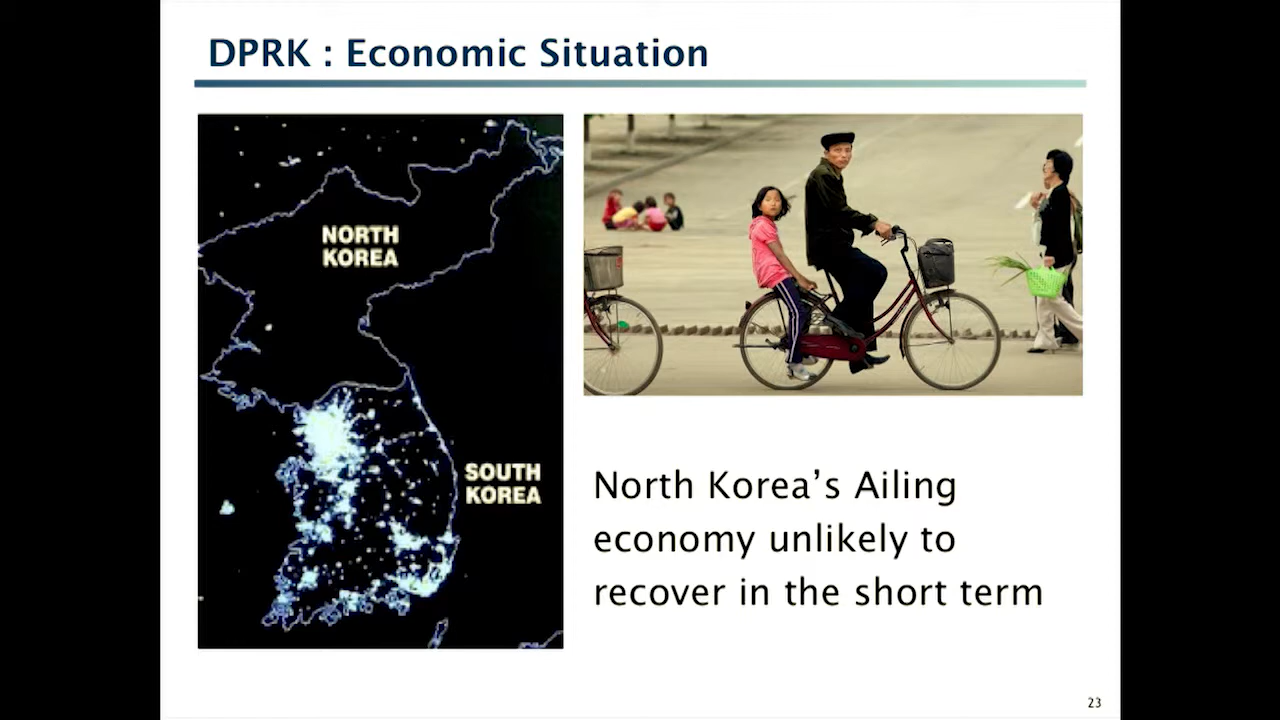 DPRK : Economic Situation
NORTH
KOREA
SOUTH
KOREA
North Korea’s Ailing
economy unlikely to
recover in the short term
23